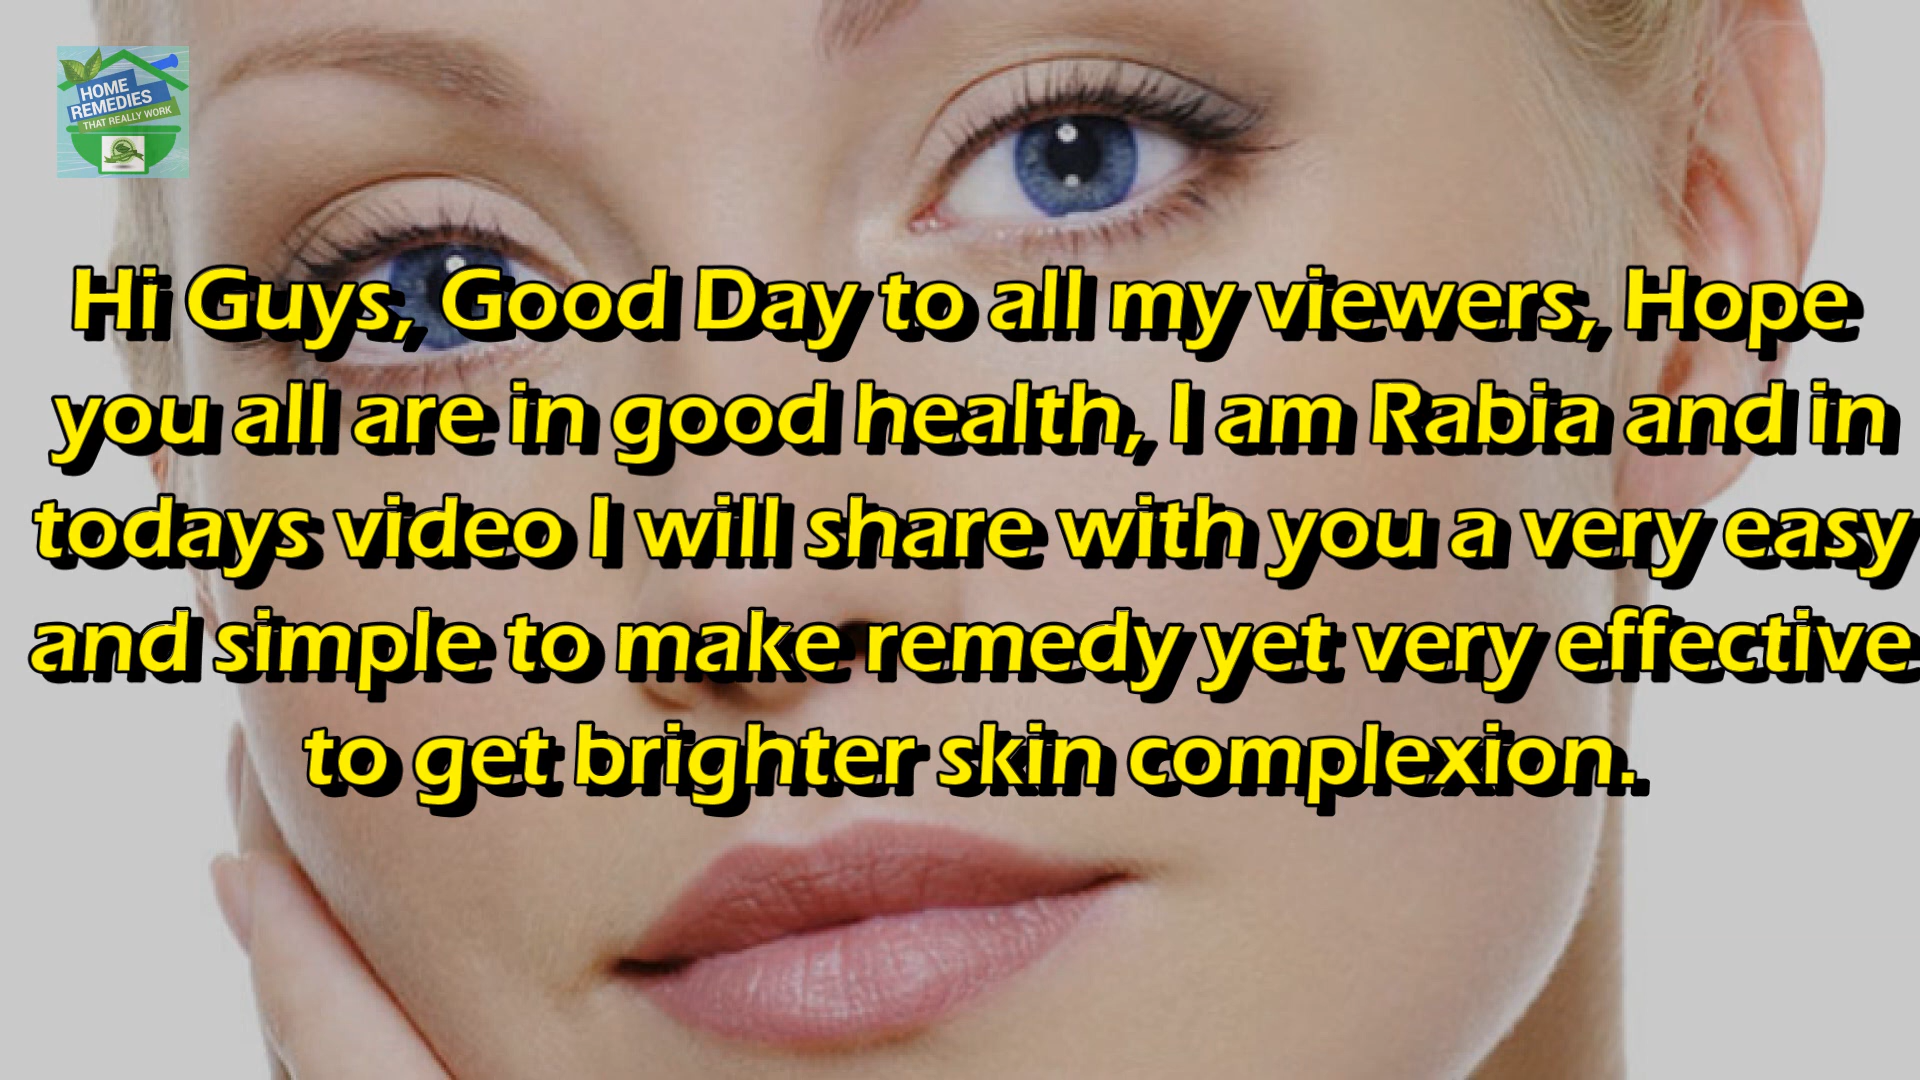 HOME
REMEDIES
THAT REALLY WORK
Hi Guys, Good Day to all my viewers, Hope
you all are in good health, I am Rabia and in
todays video I will share with you a very easy
and simple to make remedy yet very effective
to get brighter skin complexion.